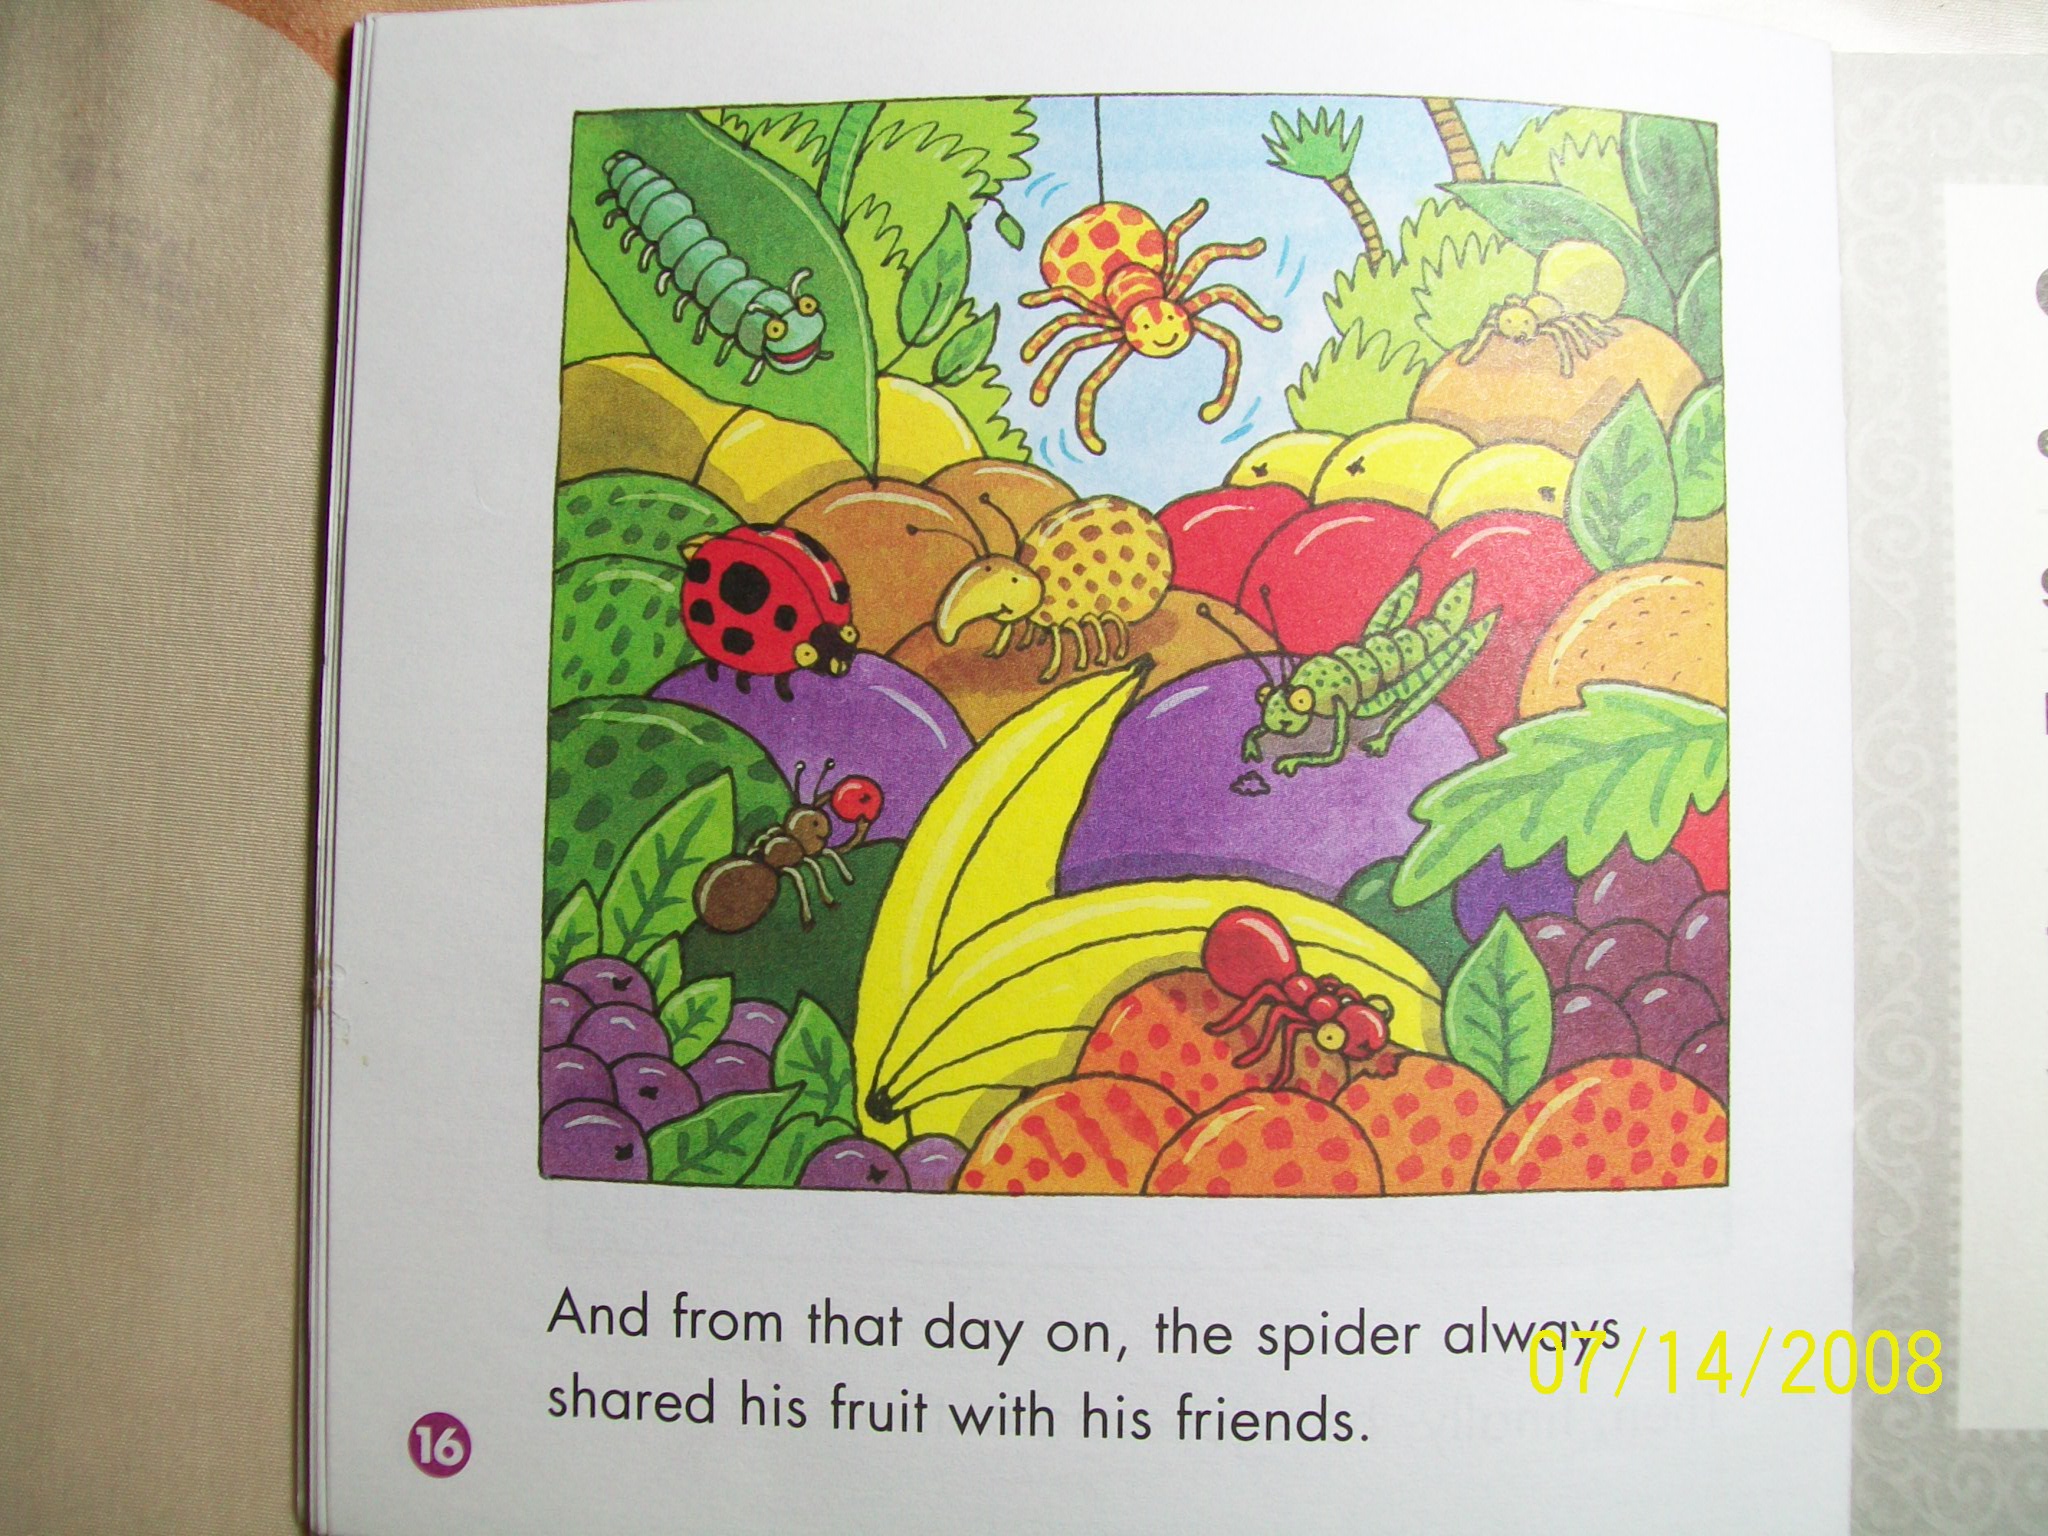 And from that day on, the spider always
shared his fruit with his friends.
16
07/14/2008